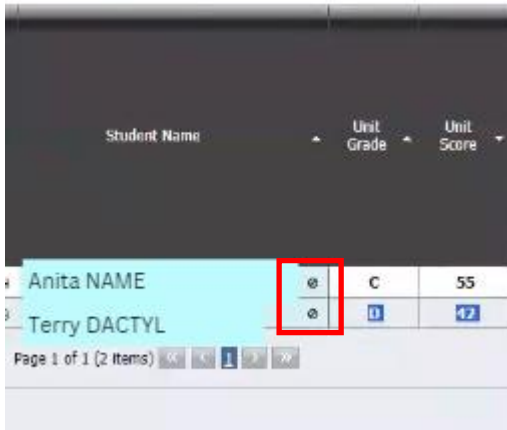 Student Name
Unit Grade
Unit Score
Anita NAME ⊘ C 55
Terry DACTYL ⊘ D 42
Page 1 of 1 (2 items) « < 1 > »